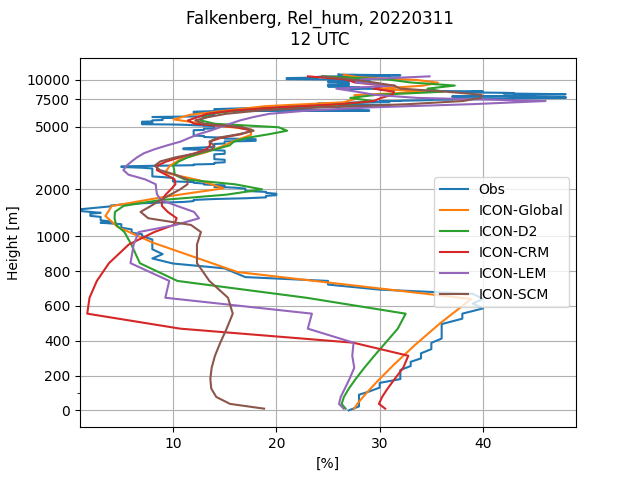 Falkenberg, Rel_hum, 20220311
12 UTC
Height [m]
10000
7500
5000
2000
1000
800
600
400
200
0
Obs
ICON-Global
ICON-D2
ICON-CRM
ICON-LEM
ICON-SCM
10
20
30
40
[%]